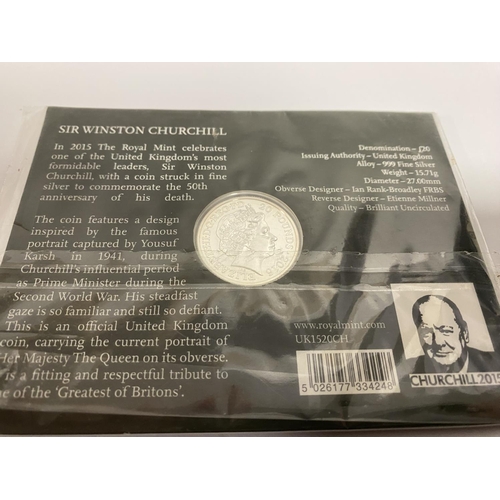 SIR WINSTON CHURCHILL
In 2015 The Royal Mint celebrates
one of the United Kingdom's most
formidable leaders, Sir Winston
Churchill, with a coin struck in
fine silver to commemorate the 50th
anniversary of his death.
The coin features a design
inspired by the famous
portrait captured by Yousuf
Karsh in 1941, during
Churchill's influential period
as Prime Minister during the
Second World War. His steadfast
gaze is so familiar and still so defiant.
This is an official United Kingdom
coin, carrying the current portrait of
Her Majesty The Queen on its obverse.
is a fitting and respectful tribute to
ne of the 'Greatest of Britons'.
Denomination – £20
Issuing Authority – United Kingdom
Alloy – 999 Fine Silver
Weight – 15.71g
Diameter – 27.00mm
Obverse Designer – Ian Rank-Broadley FRBS
Reverse Designer – Etienne Millner
Quality – Brilliant Uncirculated
www.royalmint.com
UK1520CH
5 026177 334248
CHURCHILL2015